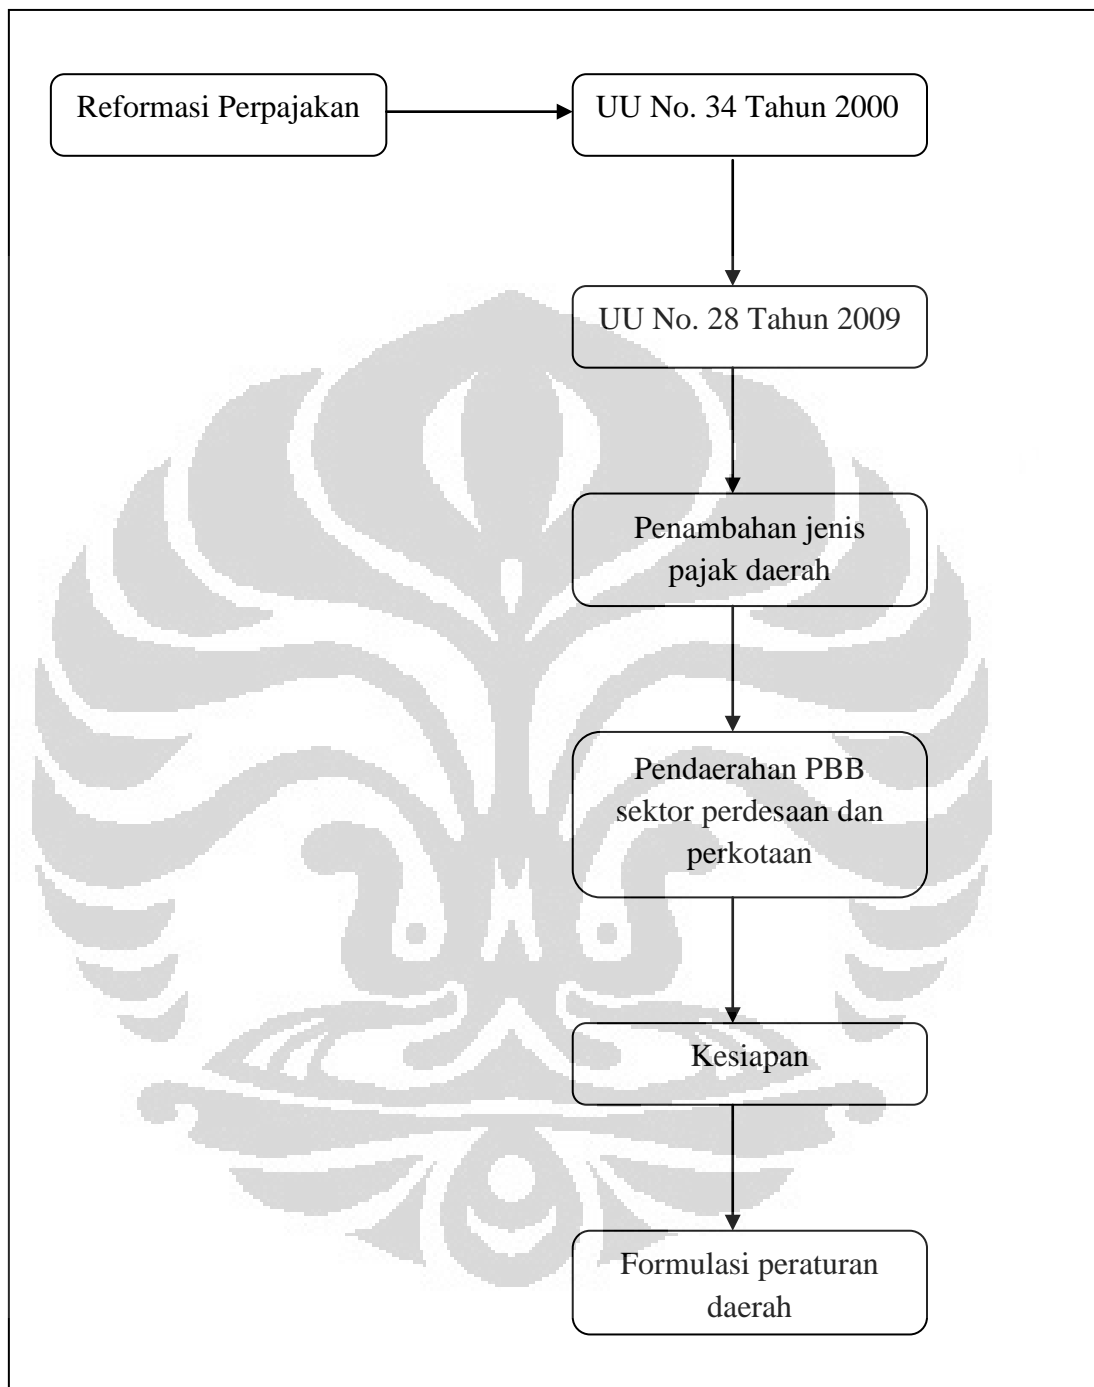 Reformasi Perpajakan
UU No. 34 Tahun 2000
UU No. 28 Tahun 2009
Penambahan jenis
pajak daerah
Pendaerahan PBB
sektor perdesaan dan
perkotaan
Kesiapan
Formulasi peraturan
daerah